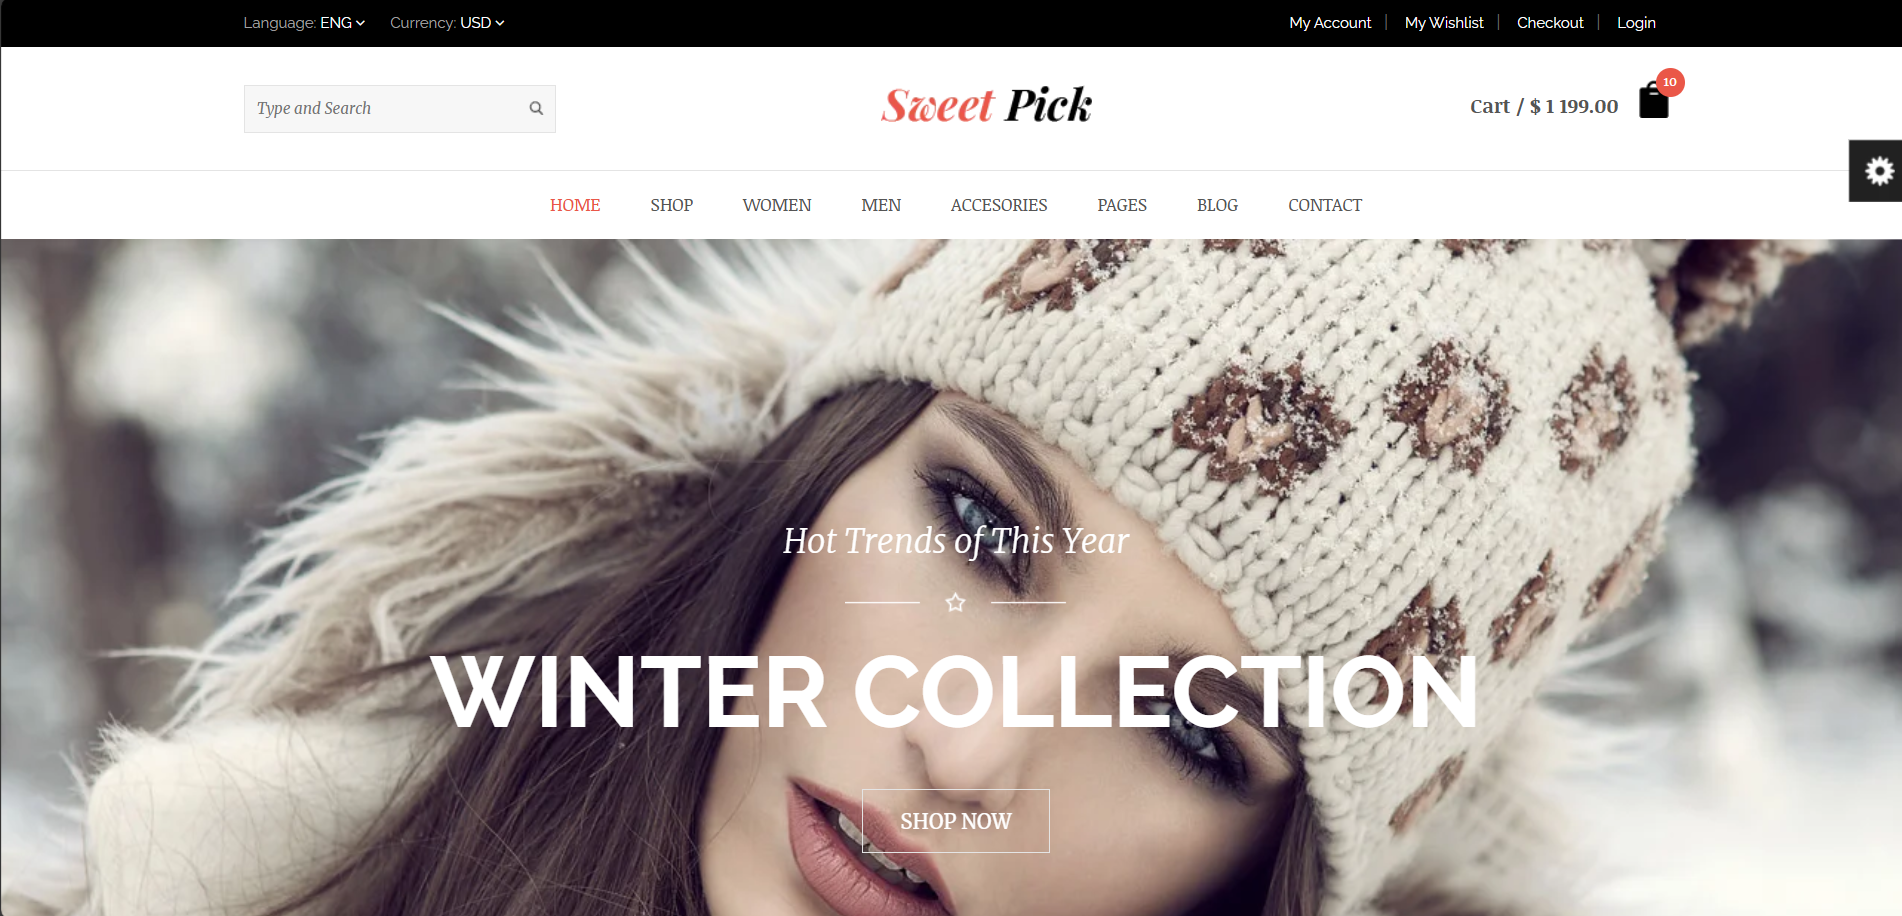 Language: ENG Currency: USD My Account My Wishlist Checkout Login
Type and Search Sweet Pick Cart / $ 1 199.00 10
HOME SHOP WOMEN MEN ACCESORIES PAGES BLOG CONTACT
Hot Trends of This Year
WINTER COLLECTION
SHOP NOW